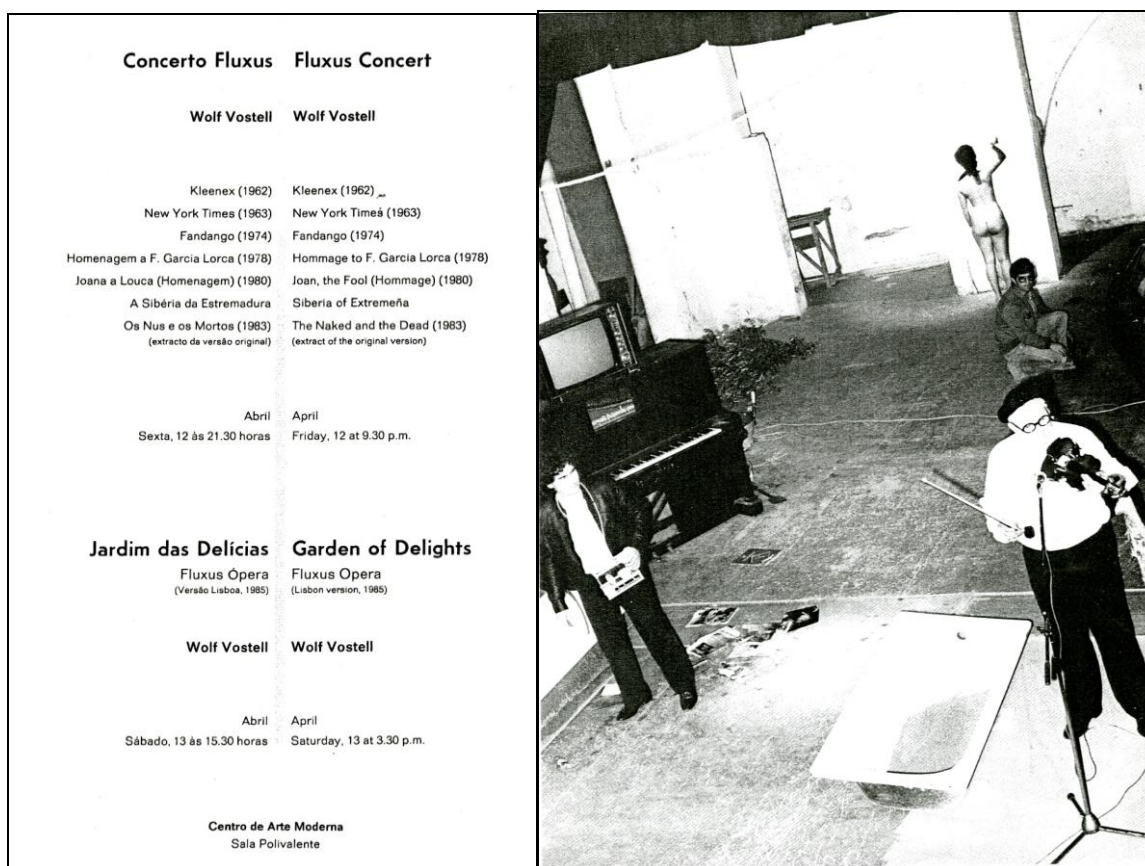 Concerto Fluxus Fluxus Concert
Wolf Vostell Wolf Vostell
Kleenex (1962) Kleenex (1962)
New York Times (1963) New York Times (1963)
Fandango (1974) Fandango (1974)
Homenagem a F. Garcia Lorca (1978) Hommage to F. Garcia Lorca (1978)
Joana a Louca (Homenagem) (1980) Joan, the Fool (Hommage) (1980)
A Sibéria da Estremadura Siberia of Extremeña
Os Nus e os Mortos (1983) The Naked and the Dead (1983)
(extracto da versão original) (extract of the original version)
Abril April
Sexta, 12 às 21.30 horas Friday, 12 at 9.30 p.m.
Jardim das Delícias Garden of Delights
Fluxus Ópera Fluxus Opera
(Versão Lisboa, 1985) (Lisbon version, 1985)
Wolf Vostell Wolf Vostell
Abril April
Sábado, 13 às 15.30 horas Saturday, 13 at 3.30 p.m.
Centro de Arte Moderna
Sala Polivalente